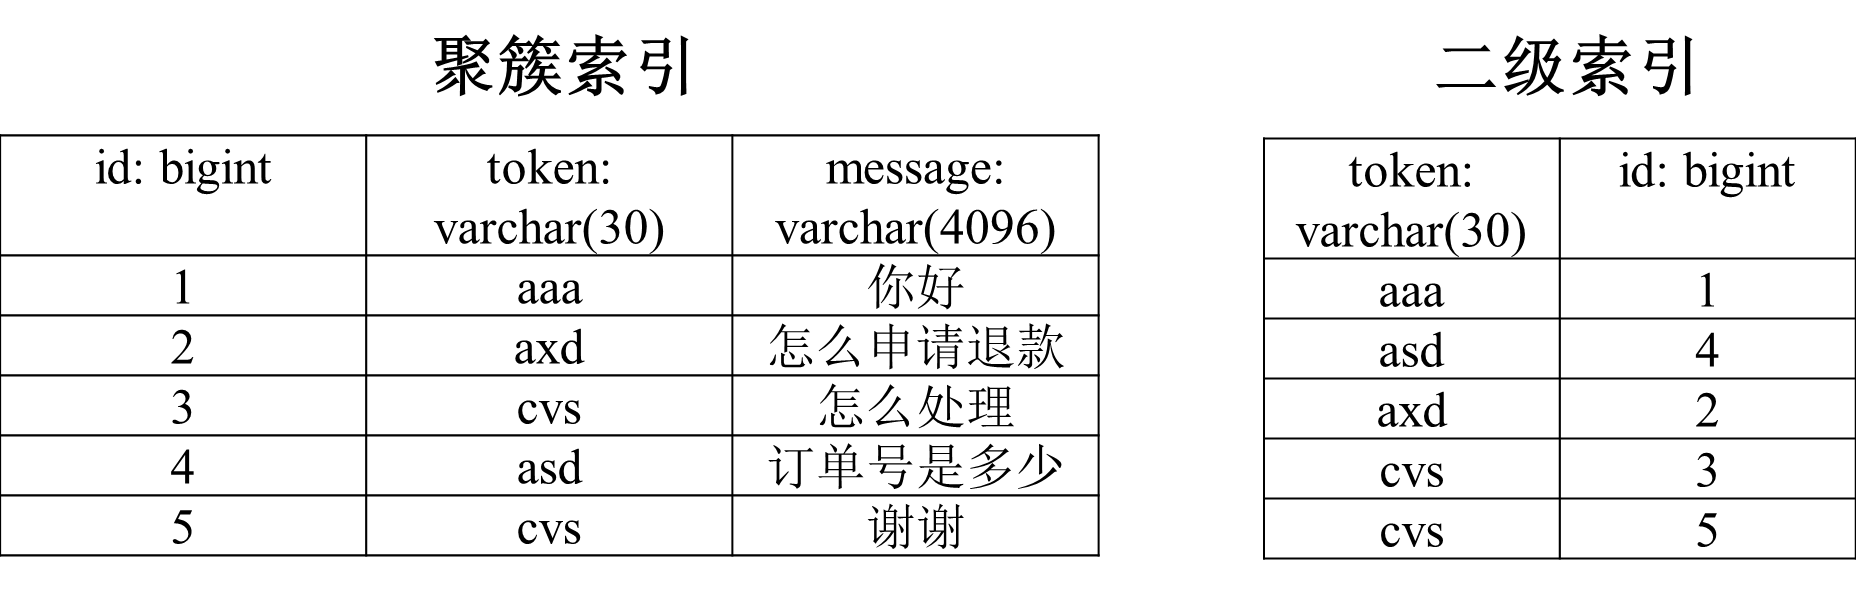 聚簇索引
id: bigint token: varchar(30) message: varchar(4096)
1 aaa 你好
2 axd 怎么申请退款
3 cvs 怎么处理
4 asd 订单号是多少
5 cvs 谢谢
二级索引
token: varchar(30) id: bigint
aaa 1
asd 4
axd 2
cvs 3
cvs 5